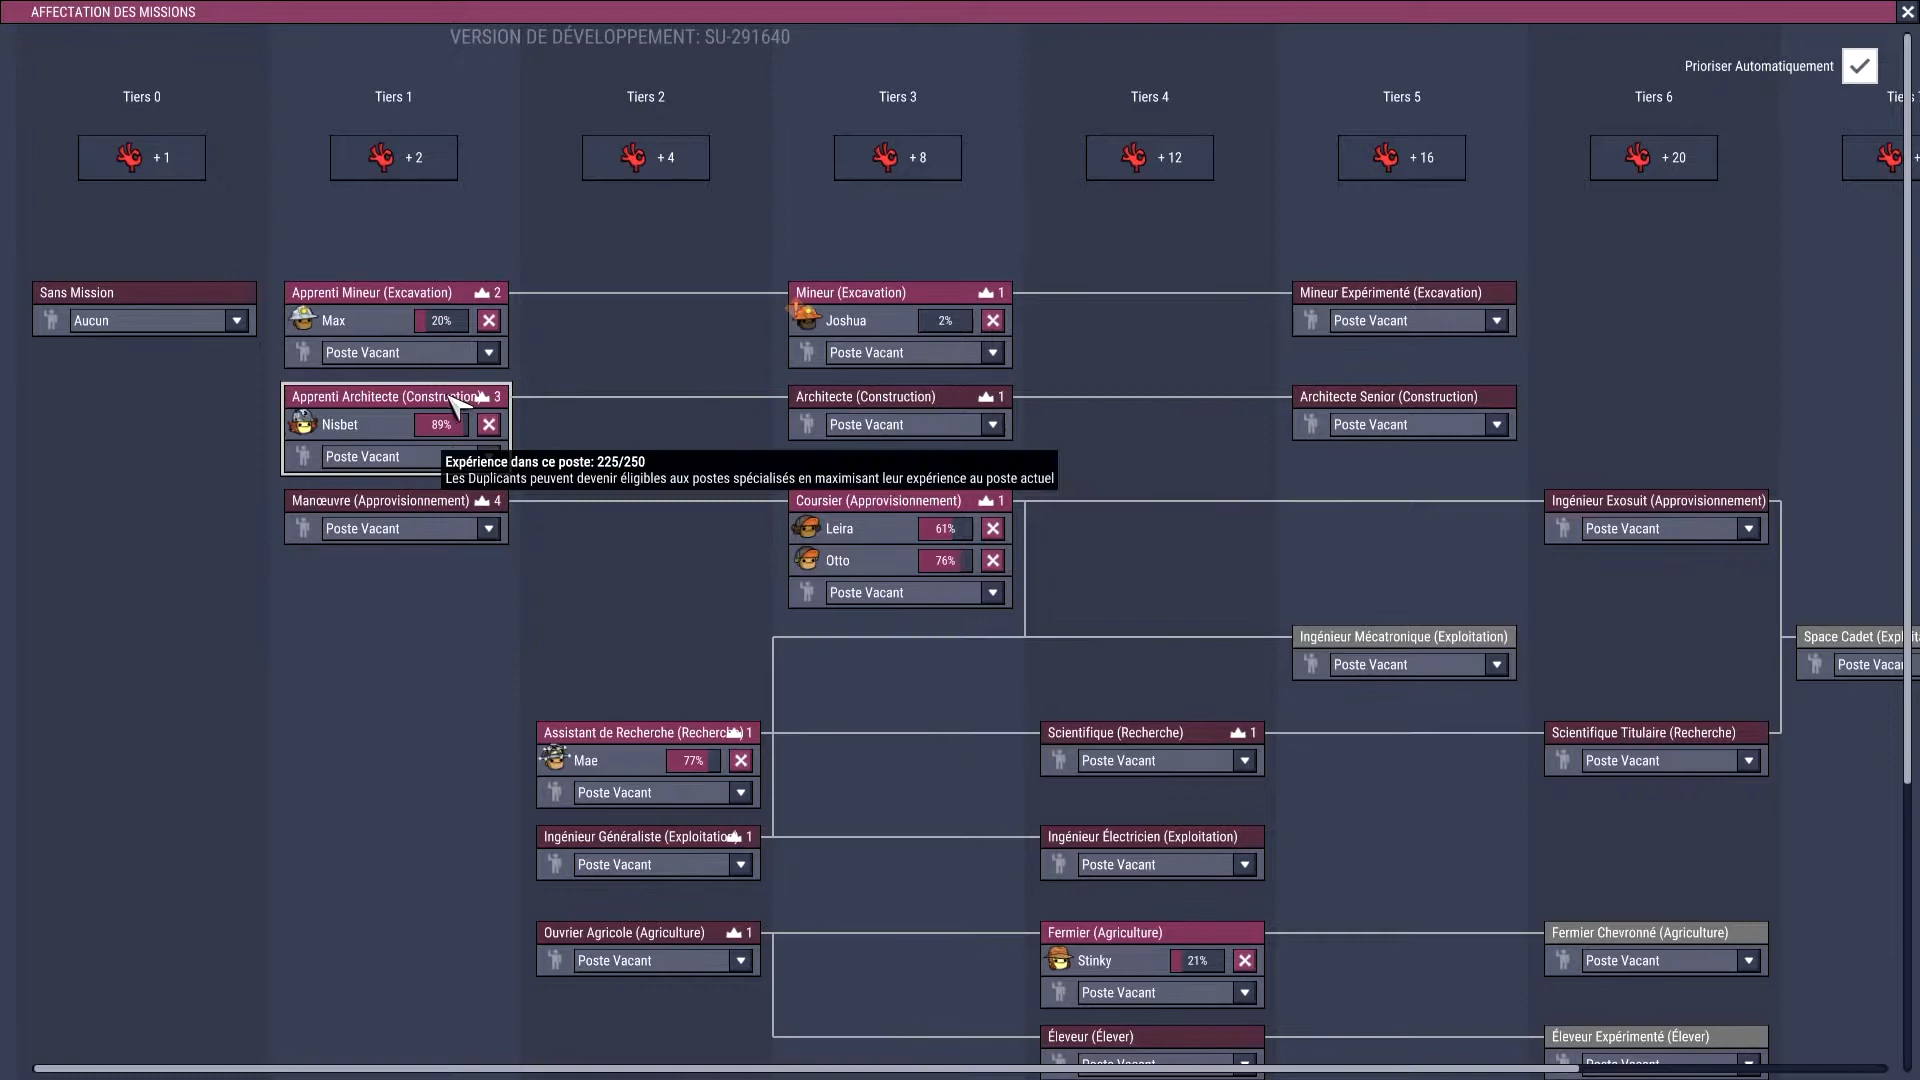 AFFECTATION DES MISSIONS
VERSION DE DÉVELOPPEMENT: SU-291640
Prioriser Automatiquement
Tiers 0
Tiers 1
Tiers 2
Tiers 3
Tiers 4
Tiers 5
Tiers 6
+ 1
+ 2
+ 4
+ 8
+ 12
+ 16
+ 20
+
Sans Mission
Aucun
Apprenti Mineur (Excavation) 2
Max 20%
Poste Vacant
Mineur (Excavation) 1
Joshua 2%
Poste Vacant
Mineur Expérimenté (Excavation)
Poste Vacant
Apprenti Architecte (Construction) 3
Nisbet 89%
Poste Vacant
Architecte (Construction) 1
Poste Vacant
Architecte Senior (Construction)
Poste Vacant
Expérience dans ce poste: 225/250
Les Duplicants peuvent devenir éligibles aux postes spécialisés en maximisant leur expérience au poste actuel
Manœuvre (Approvisionnement) 4
Poste Vacant
Coursier (Approvisionnement) 1
Leira 61%
Otto 76%
Poste Vacant
Ingénieur Exosuit (Approvisionnement)
Poste Vacant
Ingénieur Mécatronique (Exploitation)
Poste Vacant
Space Cadet
Poste
Assistant de Recherche (Recherche) 1
Mae 77%
Poste Vacant
Scientifique (Recherche) 1
Poste Vacant
Scientifique Titulaire (Recherche)
Poste Vacant
Ingénieur Généraliste (Exploitation) 1
Poste Vacant
Ingénieur Électricien (Exploitation)
Poste Vacant
Ouvrier Agricole (Agriculture) 1
Poste Vacant
Fermier (Agriculture)
Stinky 21%
Poste Vacant
Fermier Chevronné (Agriculture)
Poste Vacant
Éleveur (Élever)
Poste Vacant
Éleveur Expérimenté (Élever)
Poste Vacant